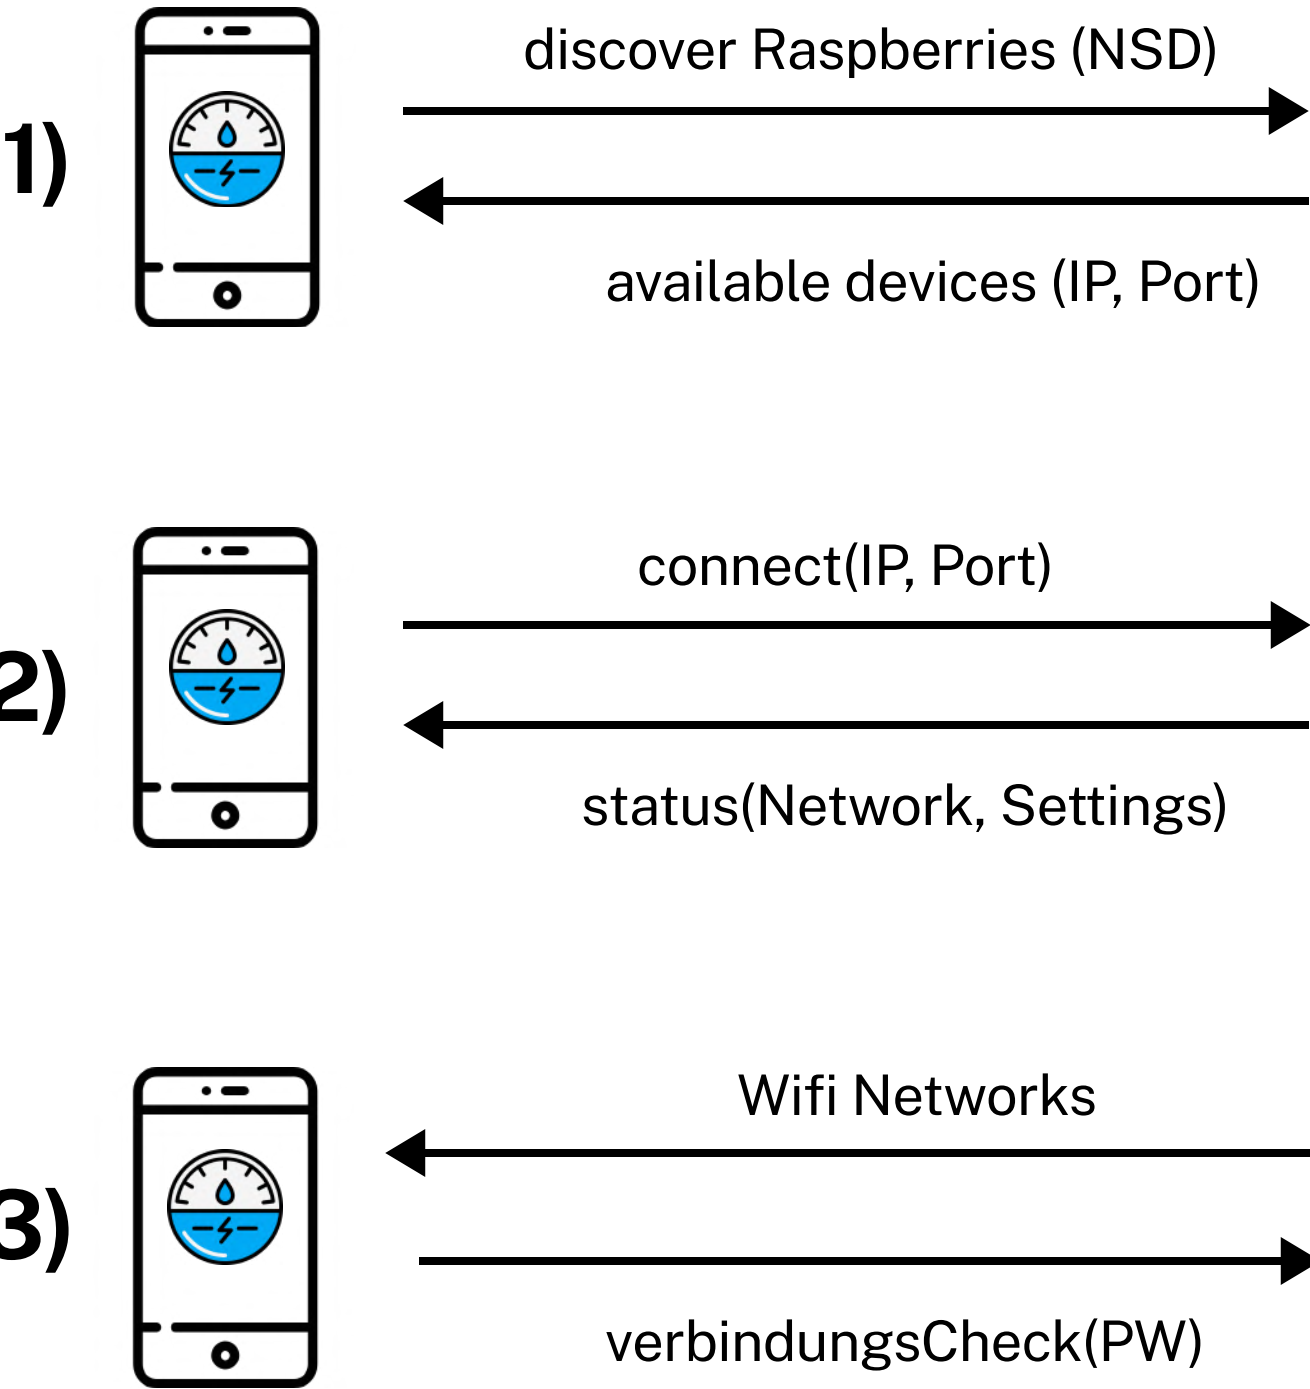 discover Raspberries (NSD)
1)
available devices (IP, Port)
connect(IP, Port)
2)
status(Network, Settings)
Wifi Networks
3)
verbindungsCheck(PW)